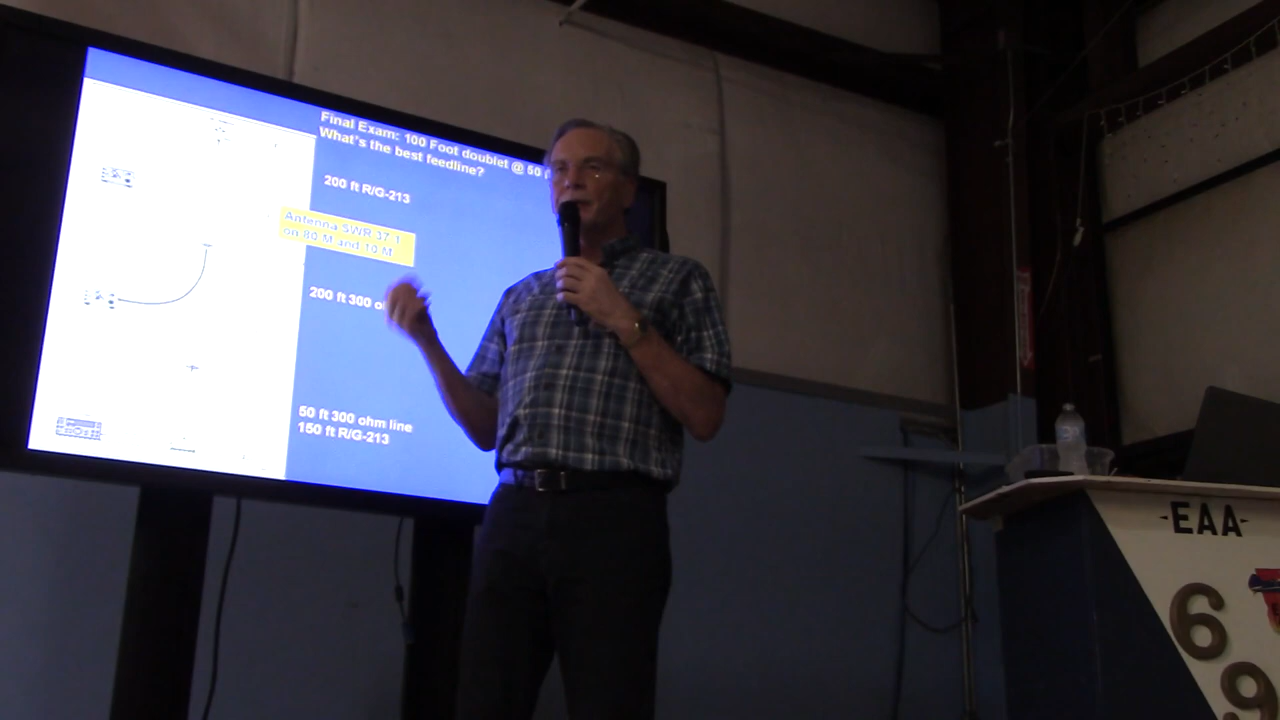 Final Exam: 100 Foot doublet @ 50
What's the best feedline?
200 ft R/G-213
Antenna SWR 37:1
on 80 M and 10 M
200 ft 300 o
50 ft 300 ohm line
150 ft R/G-213
-EAA-
69